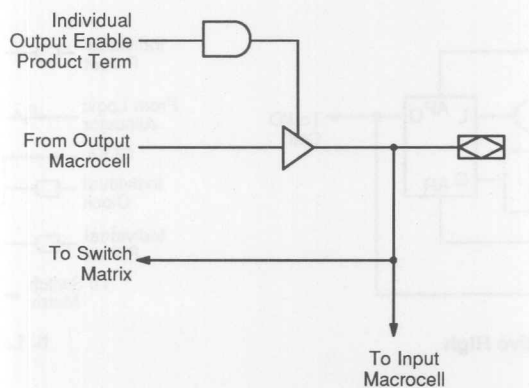 Individual
Output Enable
Product Term
From Output
Macrocell
To Switch
Matrix
To Input
Macrocell